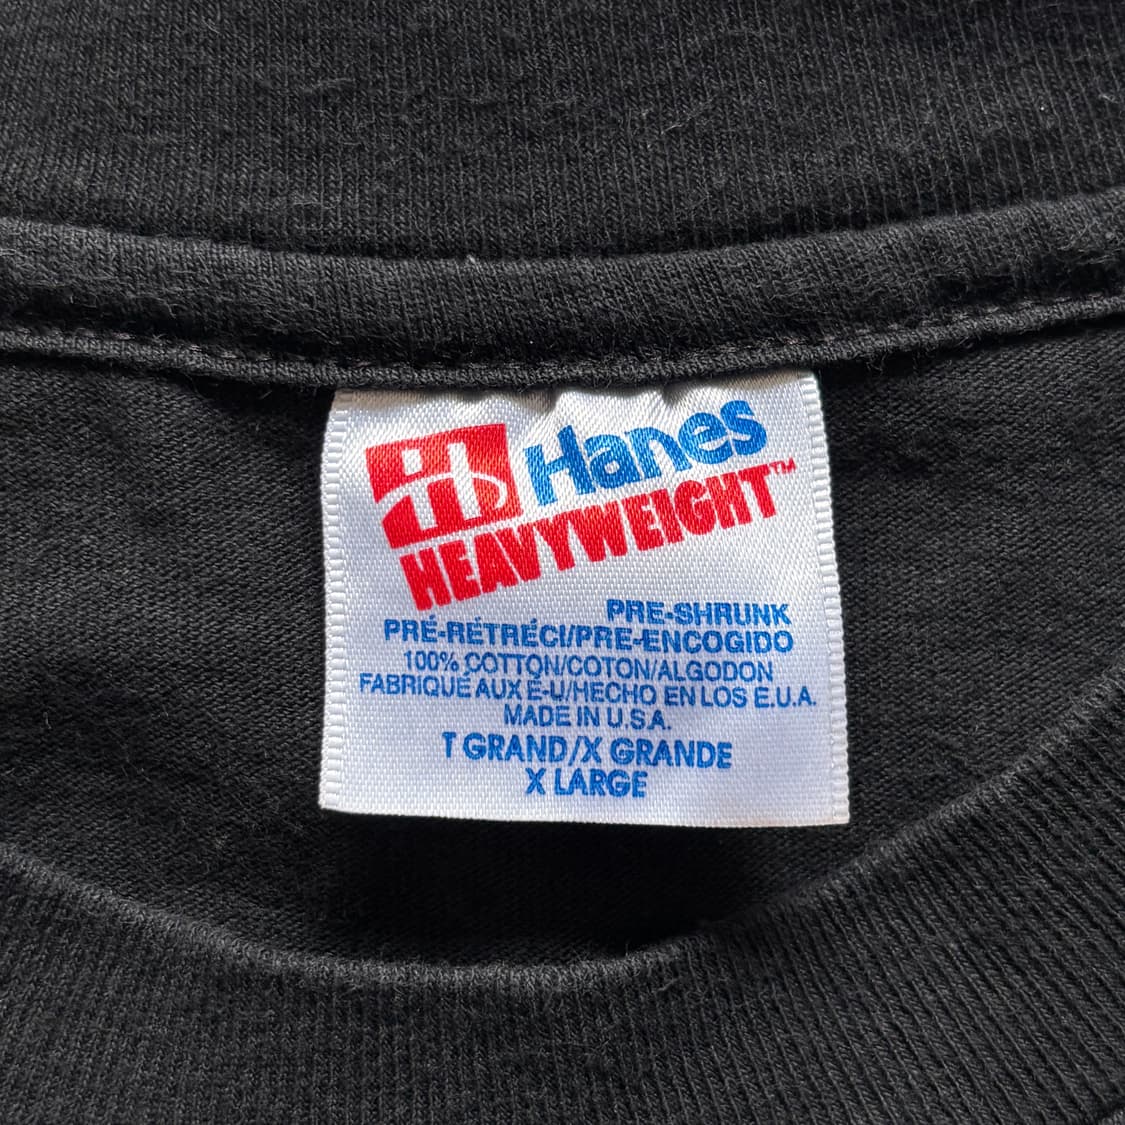 Hanes
HEAVYWEIGHT™
PRE-SHRUNK
PRÉ-RÉTRÉCI/PRE-ENCOGIDO
100% COTTON/COTON/ALGODON
FABRIQUÉ AUX É-U/HECHO EN LOS E.U.A.
MADE IN U.S.A.
T GRAND/X GRANDE
X LARGE